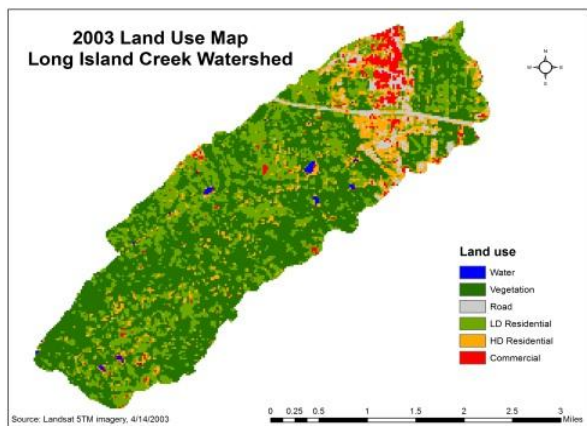 2003 Land Use Map
Long Island Creek Watershed
N
W E
S
Land use
Water
Vegetation
Road
LD Residential
HD Residential
Commercial
Source: Landsat 5TM imagery, 4/14/2003
0 0.25 0.5 1 1.5 2 2.5 3
Miles